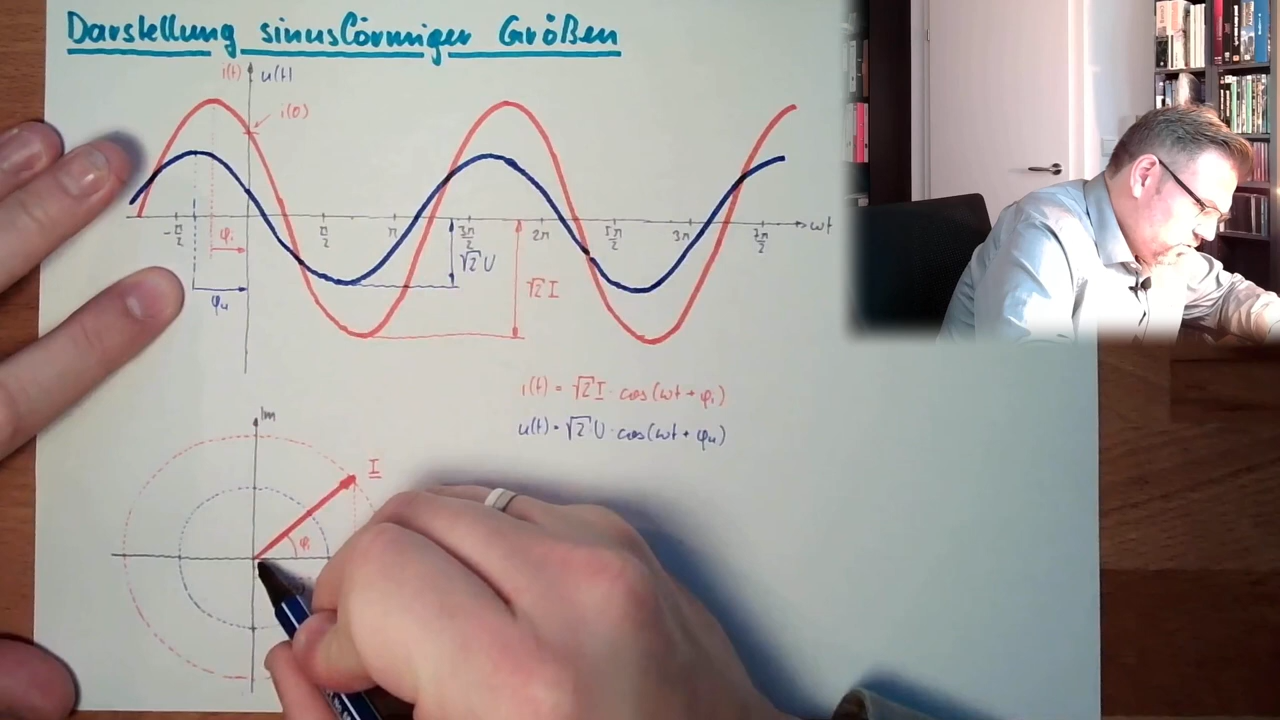 Darstellung sinusförmiger Größen
i(t) u(t)
i(0)
-π/2 π/2 π 3π/2 2π 5π/2 3π 7π/2 ωt
φi
φu
√2 U
√2 I
i(t) = √2 I · cos(ωt + φi)
u(t) = √2 U · cos(ωt + φu)
Im
I
φi